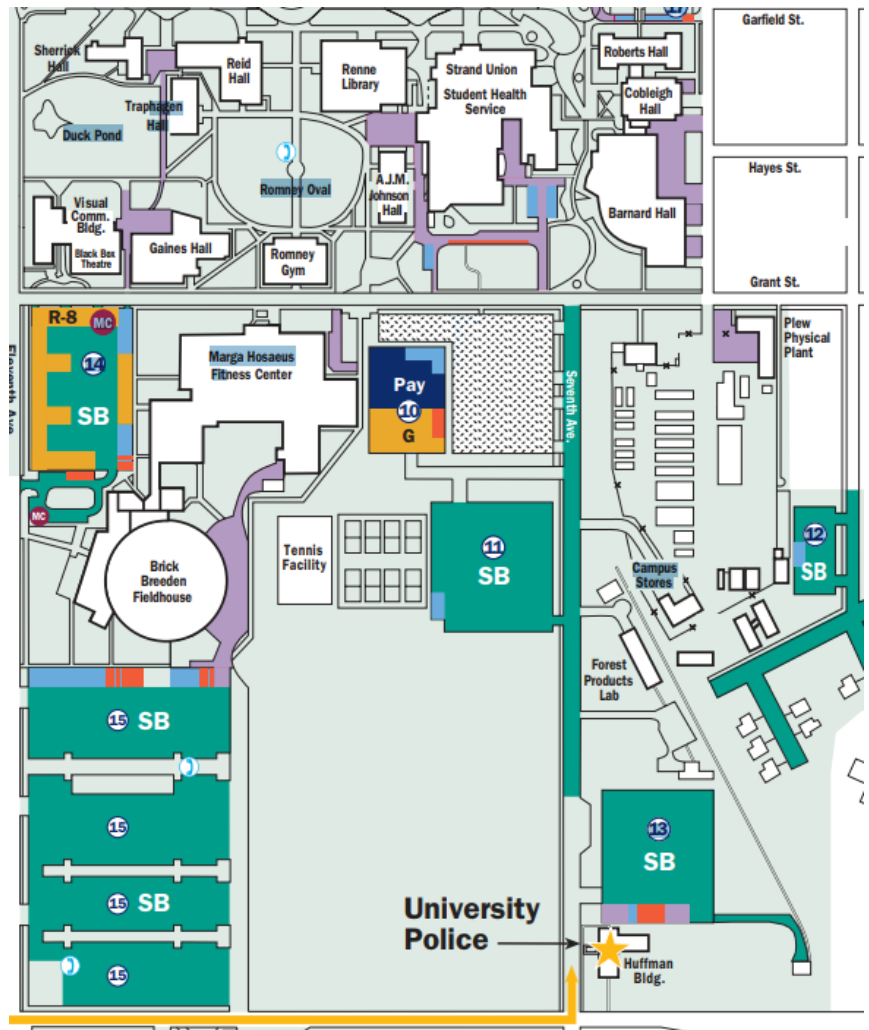 17
Garfield St.
Sherrick
Hall
Reid
Hall
Renne
Library
Strand Union
Student Health
Service
Roberts Hall
Cobleigh
Hall
Traphagen
Hall
Duck Pond
Hayes St.
Romney Oval
A.J.M.
Johnson
Hall
Visual
Comm.
Bldg.
Black Box
Theatre
Gaines Hall
Romney
Gym
Barnard Hall
Grant St.
R-8
MC
14
SB
Eleventh Ave.
Marga Hosaeus
Fitness Center
Pay
10
G
Seventh Ave.
Plew
Physical
Plant
MC
Brick
Breeden
Fieldhouse
Tennis
Facility
11
SB
Campus
Stores
12
SB
Forest
Products
Lab
15 SB
15
15 SB
15
13
SB
University
Police
Huffman
Bldg.